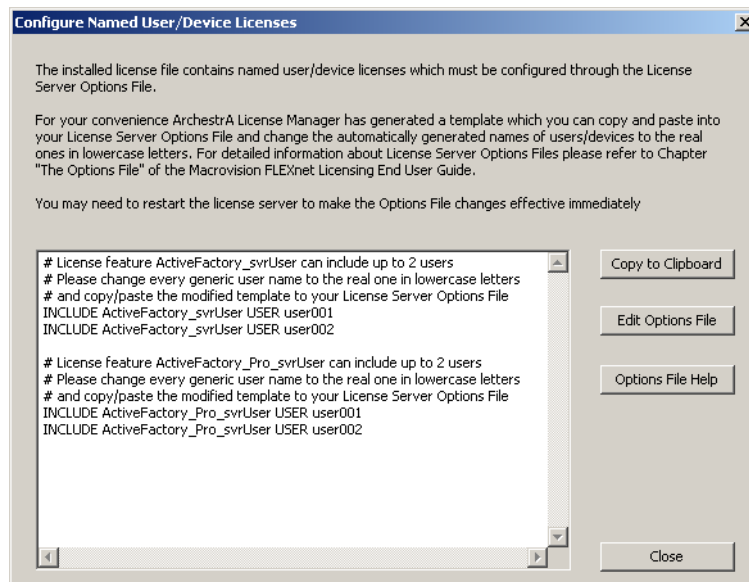 Configure Named User/Device Licenses
The installed license file contains named user/device licenses which must be configured through the License
Server Options File.
For your convenience ArchestrA License Manager has generated a template which you can copy and paste into
your License Server Options File and change the automatically generated names of users/devices to the real
ones in lowercase letters. For detailed information about License Server Options Files please refer to Chapter
"The Options File" of the Macrovision FLEXnet Licensing End User Guide.
You may need to restart the license server to make the Options File changes effective immediately
# License feature ActiveFactory_svrUser can include up to 2 users
# Please change every generic user name to the real one in lowercase letters
# and copy/paste the modified template to your License Server Options File
INCLUDE ActiveFactory_svrUser USER user001
INCLUDE ActiveFactory_svrUser USER user002
# License feature ActiveFactory_Pro_svrUser can include up to 2 users
# Please change every generic user name to the real one in lowercase letters
# and copy/paste the modified template to your License Server Options File
INCLUDE ActiveFactory_Pro_svrUser USER user001
INCLUDE ActiveFactory_Pro_svrUser USER user002
Copy to Clipboard
Edit Options File
Options File Help
Close